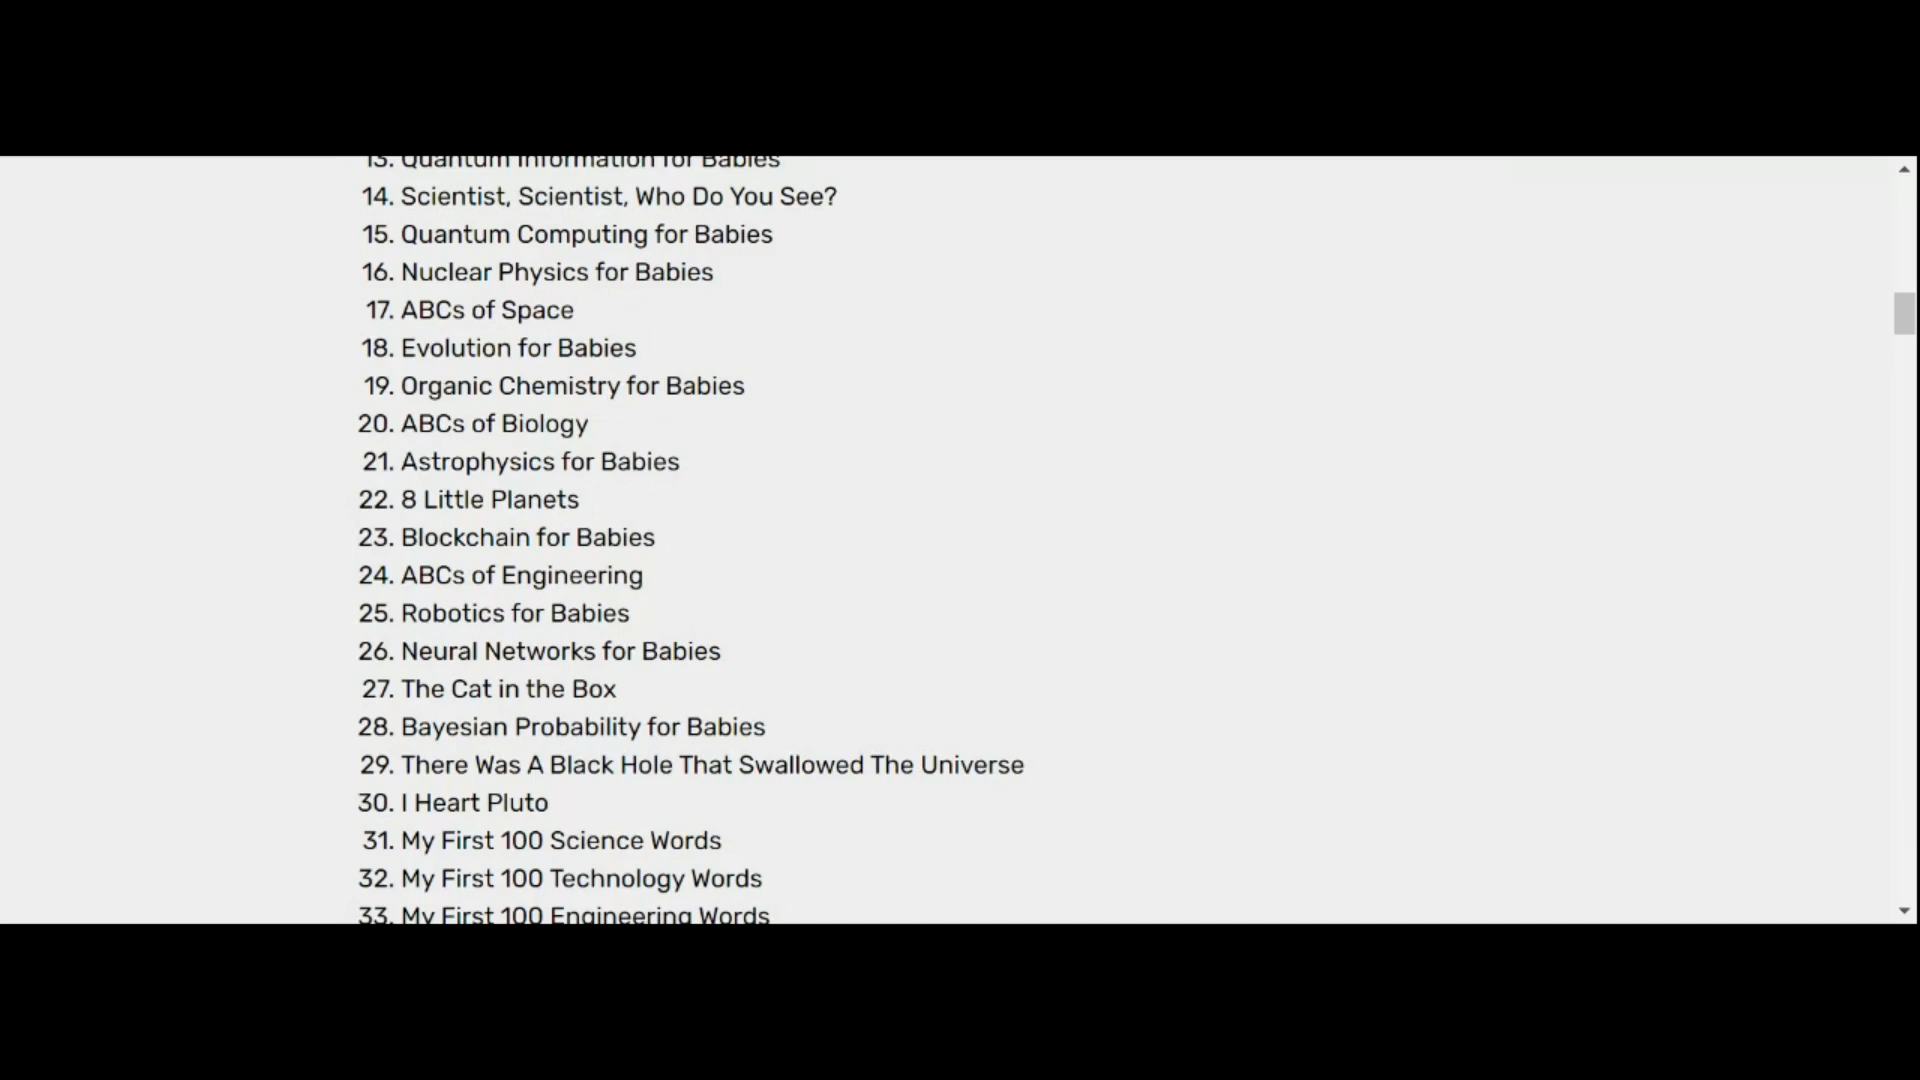 13. Quantum Information for Babies
14. Scientist, Scientist, Who Do You See?
15. Quantum Computing for Babies
16. Nuclear Physics for Babies
17. ABCs of Space
18. Evolution for Babies
19. Organic Chemistry for Babies
20. ABCs of Biology
21. Astrophysics for Babies
22. 8 Little Planets
23. Blockchain for Babies
24. ABCs of Engineering
25. Robotics for Babies
26. Neural Networks for Babies
27. The Cat in the Box
28. Bayesian Probability for Babies
29. There Was A Black Hole That Swallowed The Universe
30. I Heart Pluto
31. My First 100 Science Words
32. My First 100 Technology Words
33. My First 100 Engineering Words